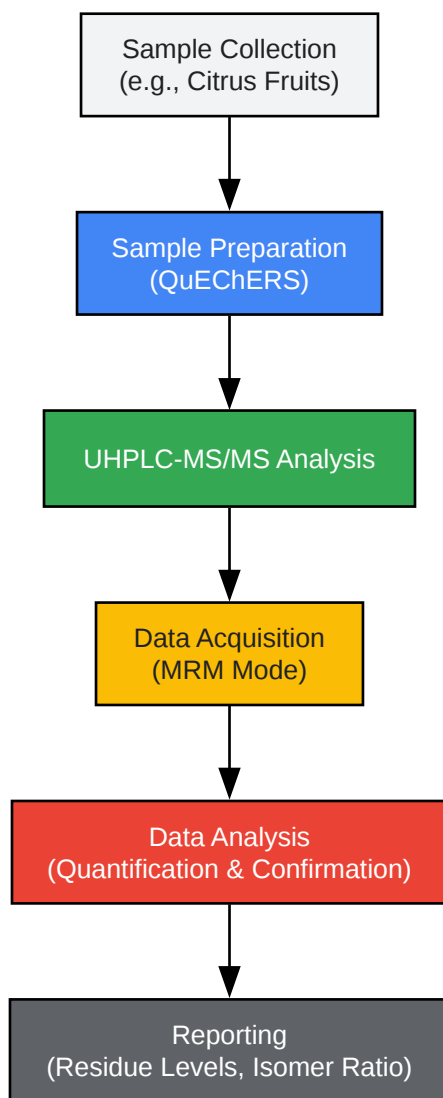 Sample Collection
(e.g., Citrus Fruits)
Sample Preparation
(QuEChERS)
UHPLC-MS/MS Analysis
Data Acquisition
(MRM Mode)
Data Analysis
(Quantification & Confirmation)
Reporting
(Residue Levels, Isomer Ratio)